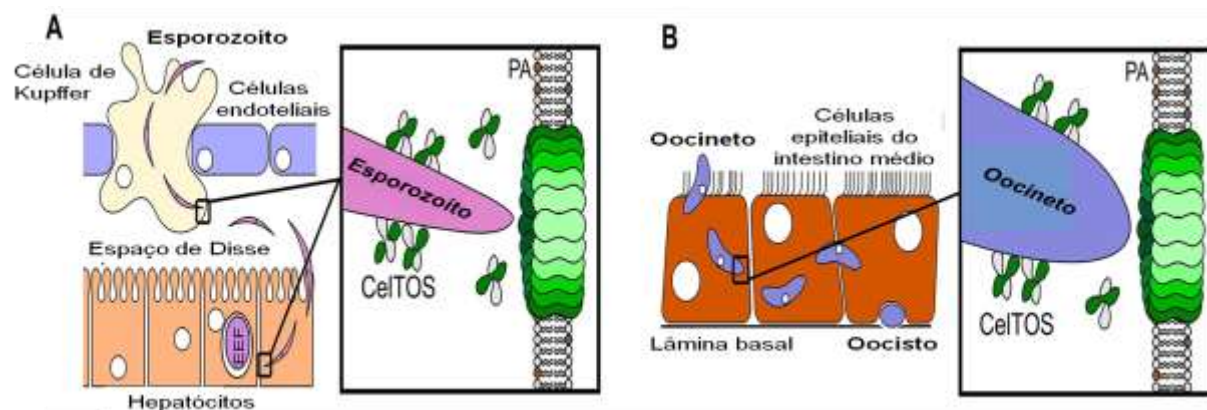 A
Esporozoito
Célula de
Kupffer
Células
endoteliais
PA
Esporozoíto
CelTOS
Espaço de Disse
EEF
Hepatócitos
B
Oocineto
Células
epiteliais do
intestino médio
PA
Oocineto
CelTOS
Lâmina basal
Oocisto